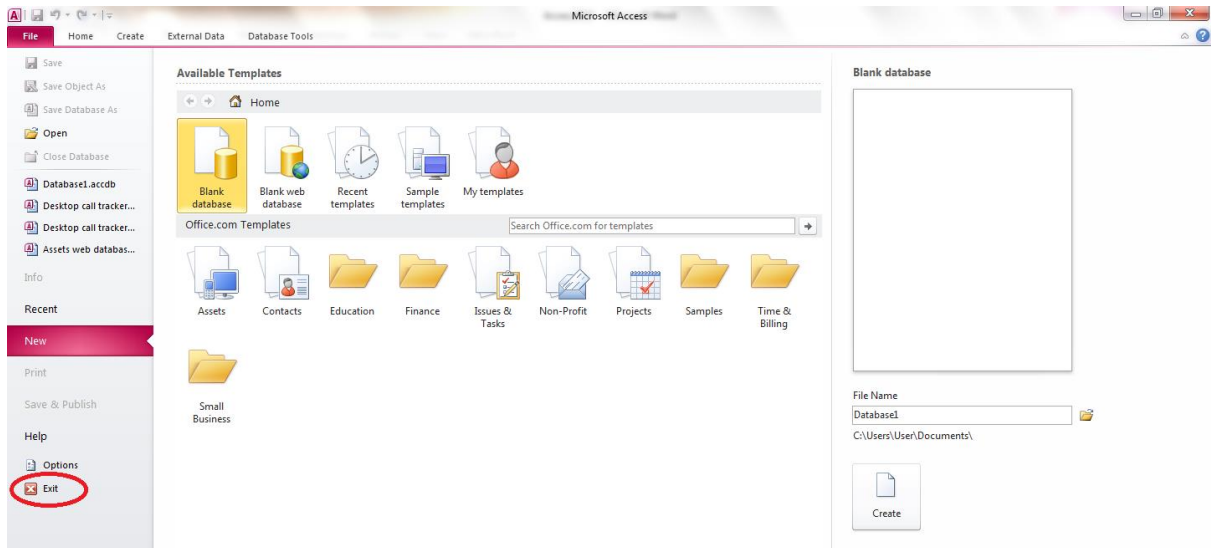 Microsoft Access
File Home Create External Data Database Tools
Save
Save Object As
Save Database As
Open
Close Database
Database1.accdb
Desktop call tracker...
Desktop call tracker...
Assets web databas...
Info
Recent
New
Print
Save & Publish
Help
Options
Exit
Available Templates
Home
Blank database
Blank web database
Recent templates
Sample templates
My templates
Office.com Templates
Search Office.com for templates
Assets
Contacts
Education
Finance
Issues & Tasks
Non-Profit
Projects
Samples
Time & Billing
Small Business
Blank database
File Name
Database1
C:\Users\User\Documents\
Create